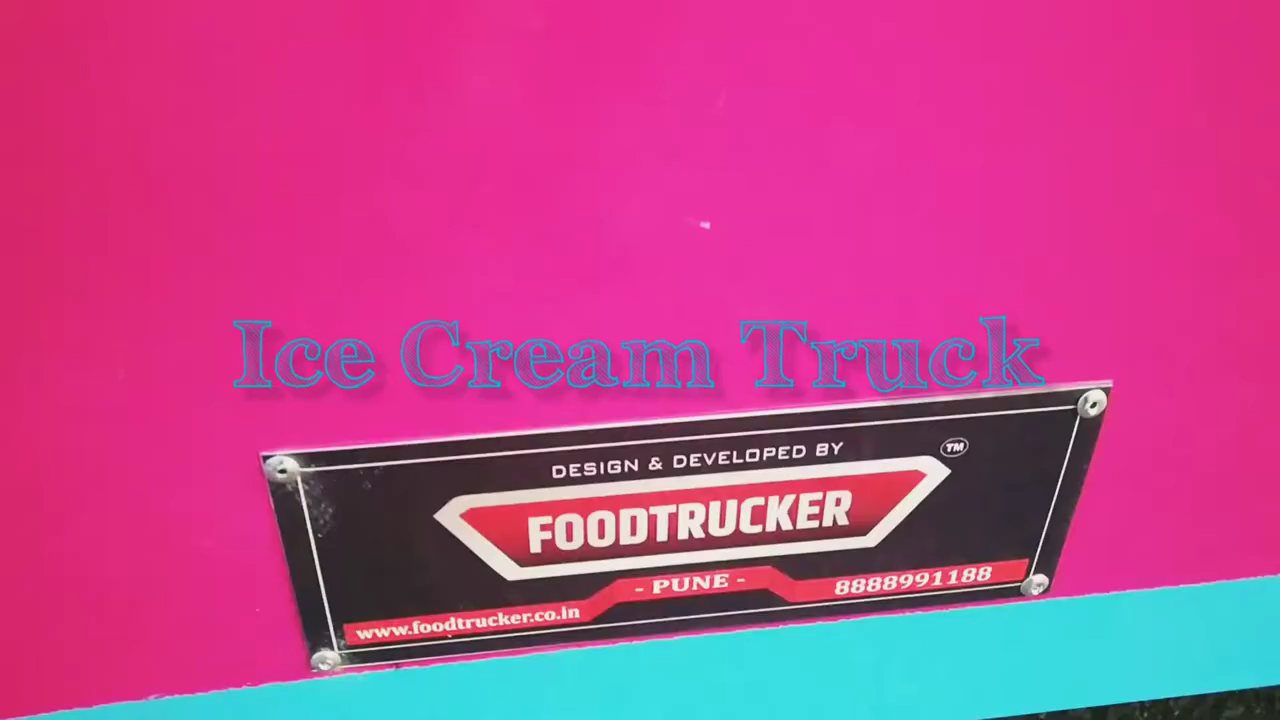 Ice Cream Truck
DESIGN & DEVELOPED BY
TM
FOODTRUCKER
- PUNE -
www.foodtrucker.co.in
8888991188